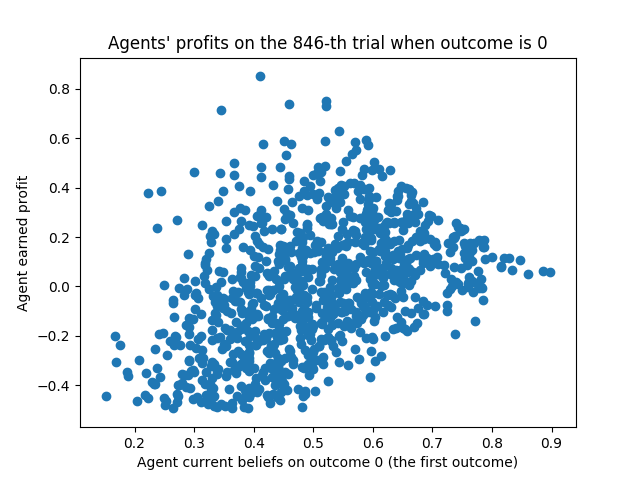 Agents' profits on the 846-th trial when outcome is 0
0.8
0.6
0.4
0.2
0.0
−0.2
−0.4
Agent earned profit
0.2 0.3 0.4 0.5 0.6 0.7 0.8 0.9
Agent current beliefs on outcome 0 (the first outcome)